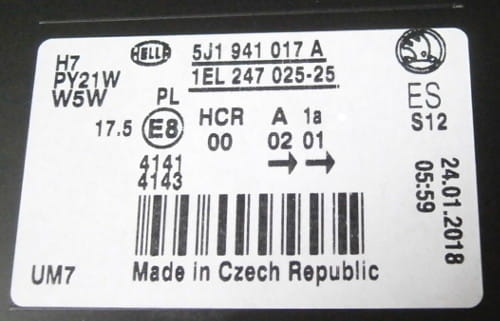 H7
PY21W
W5W
HELLA
5J1 941 017 A
1EL 247 025-25
ES
S12
PL
17.5
E8
HCR A 1a
00 02 01
4141
4143
24.01.2018
05:59
UM7
Made in Czech Republic